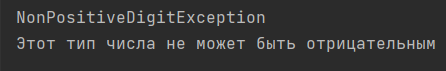 NonPositiveDigitException
Этот тип числа не может быть отрицательным